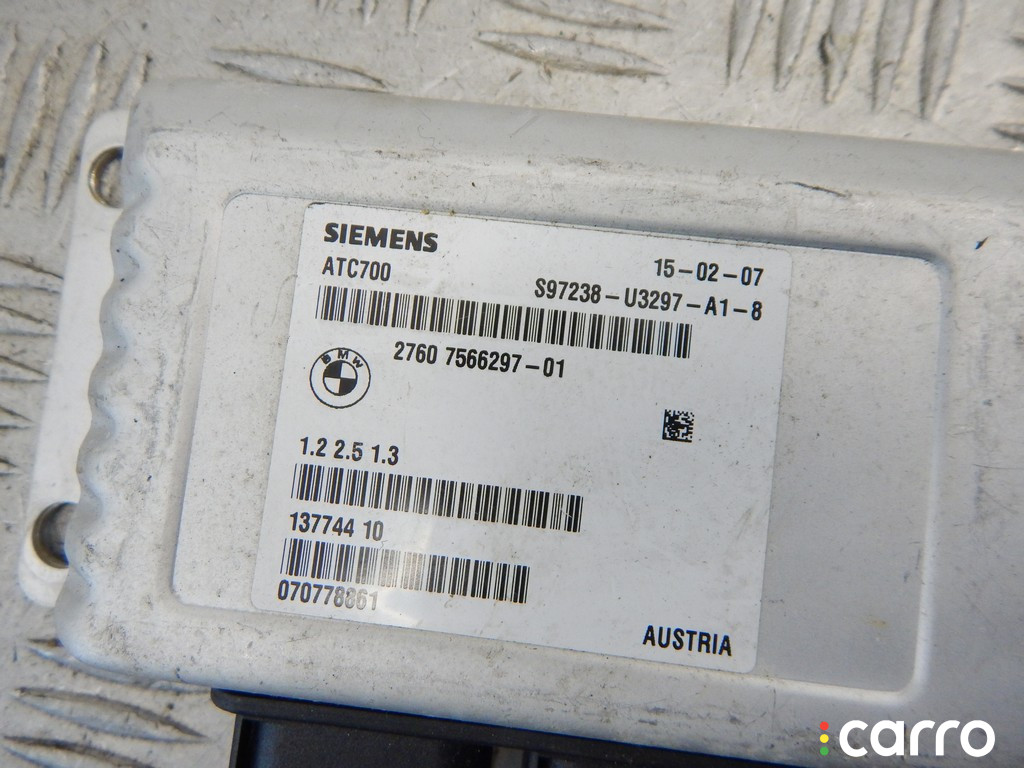 SIEMENS
15-02-07
ATC700
S97238-U3297-A1-8
BMW
2760 7566297-01
1.2 2.5 1.3
137744 10
070778861
AUSTRIA
carro